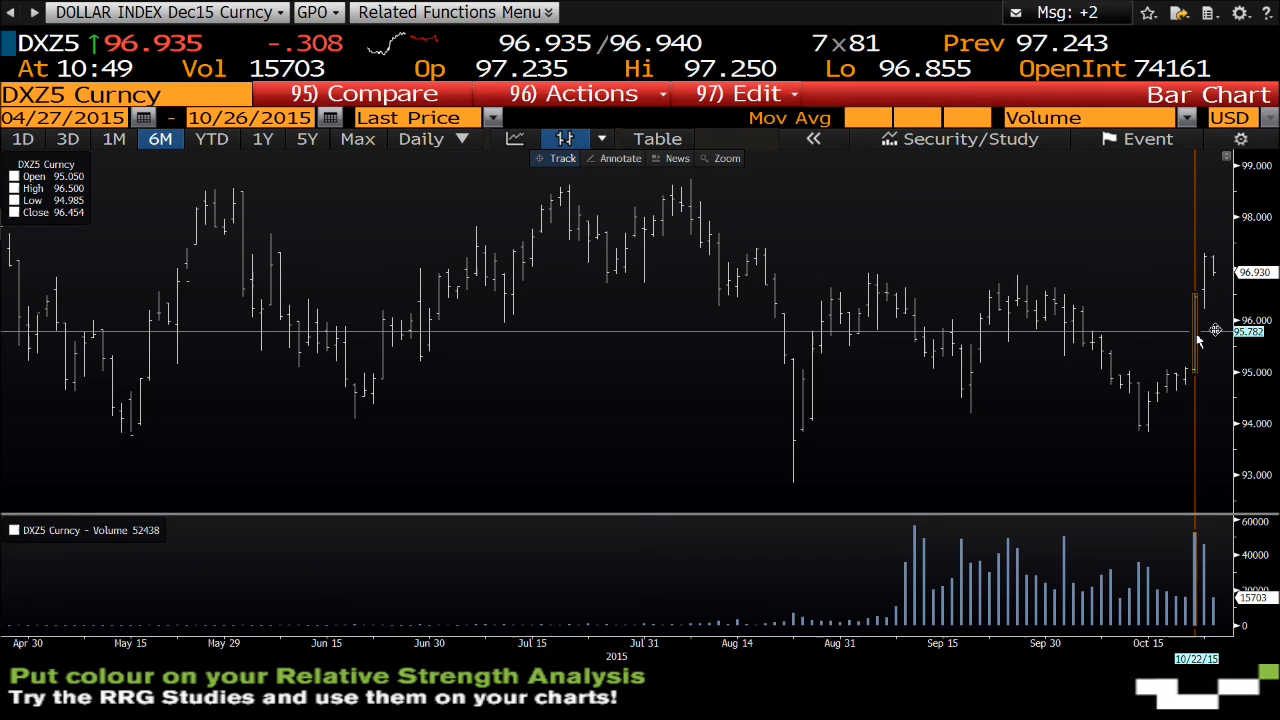 DOLLAR INDEX Dec15 Curncy GPO Related Functions Menu Msg: +2
DXZ5 ↑96.935 -.308 96.935/96.940 7x81 Prev 97.243
At 10:49 Vol 15703 Op 97.235 Hi 97.250 Lo 96.855 OpenInt 74161
DXZ5 Curncy 95) Compare 96) Actions 97) Edit Bar Chart
04/27/2015 - 10/26/2015 Last Price Mov Avg Volume USD
1D 3D 1M 6M YTD 1Y 5Y Max Daily Table « Security/Study Event
Track Annotate News Zoom
DXZ5 Curncy
Open 95.050
High 96.500
Low 94.985
Close 96.454
99.000
98.000
96.930
96.000
95.782
95.000
94.000
93.000
DXZ5 Curncy - Volume 52438
60000
40000
20000
15703
0
Apr 30 May 15 May 29 Jun 15 Jun 30 Jul 15 Jul 31 Aug 14 Aug 31 Sep 15 Sep 30 Oct 15
2015
10/22/15
Put colour on your Relative Strength Analysis
Try the RRG Studies and use them on your charts!